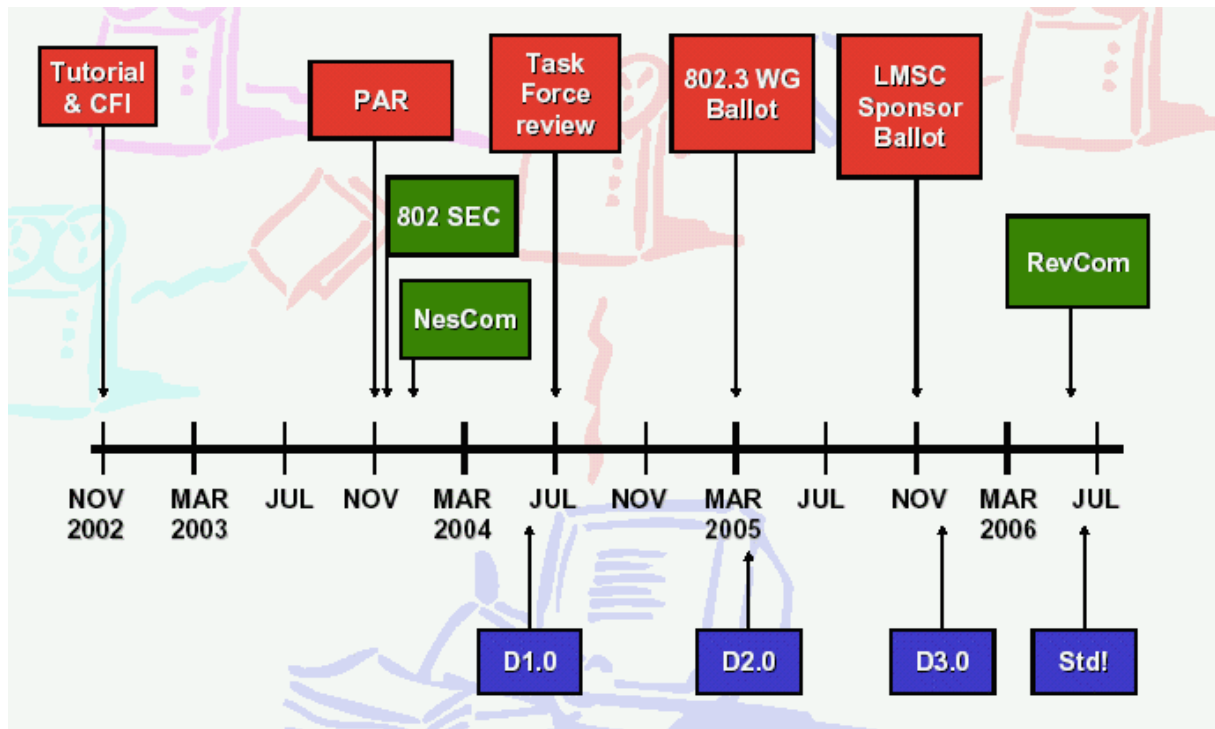 Tutorial
& CFI
PAR
Task
Force
review
802.3 WG
Ballot
LMSC
Sponsor
Ballot
802 SEC
NesCom
RevCom
NOV
2002
MAR
2003
JUL
NOV
MAR
2004
JUL
NOV
MAR
2005
JUL
NOV
MAR
2006
JUL
D1.0
D2.0
D3.0
Std!